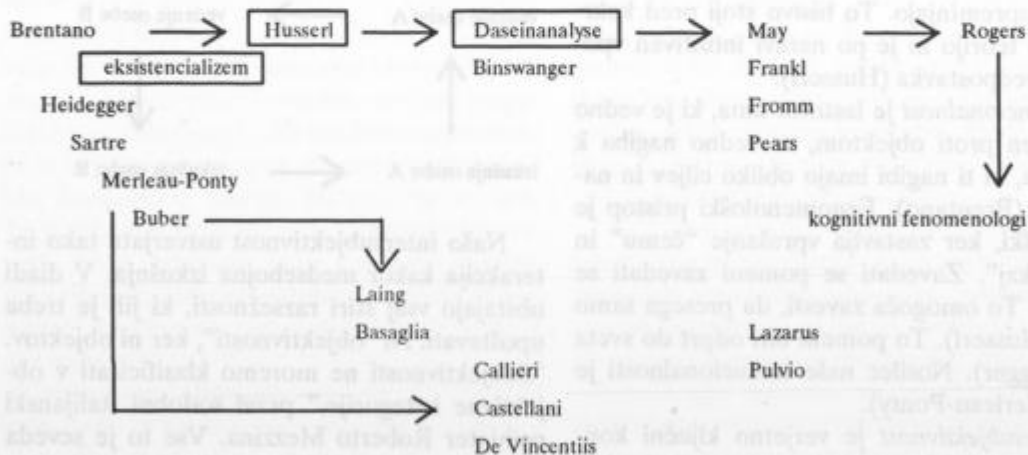 Brentano Husserl Daseinanalyse May Rogers
eksistencializem Binswanger Frankl
Heidegger Fromm
Sartre Pears
Merleau-Ponty
Buber kognitivni fenomenologi
Laing
Basaglia Lazarus
Callieri Pulvio
Castellani
De Vincentiis